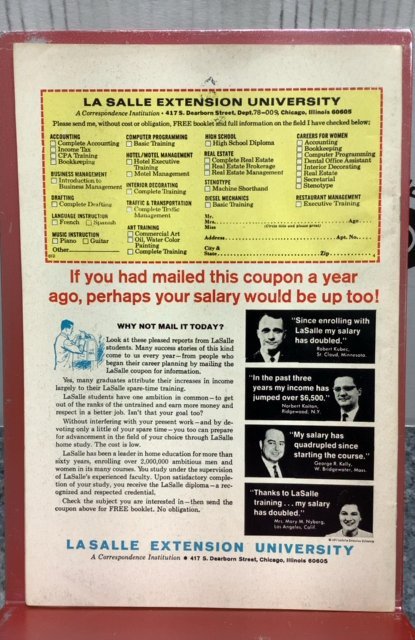 LA SALLE EXTENSION UNIVERSITY
A Correspondence Institution • 417 S. Dearborn Street, Dept. 78-009, Chicago, Illinois 60605
Please send me, without cost or obligation, FREE booklet and full information on the field I have checked below:
ACCOUNTING
Complete Accounting
Income Tax
CPA Training
Bookkeeping
BUSINESS MANAGEMENT
Introduction to
Business Management
DRAFTING
Complete Drafting
LANGUAGE INSTRUCTION
French Spanish
MUSIC INSTRUCTION
Piano Guitar
Other
COMPUTER PROGRAMMING
Basic Training
HOTEL/MOTEL MANAGEMENT
Hotel Executive
Training
Motel Management
INTERIOR DECORATING
Complete Training
TRAFFIC & TRANSPORTATION
Complete Traffic
Management
ART TRAINING
Commercial Art
Oil, Water Color
Painting
Complete Training
HIGH SCHOOL
High School Diploma
REAL ESTATE
Complete Real Estate
Real Estate Brokerage
Real Estate Management
STENOTYPE
Machine Shorthand
DIESEL MECHANICS
Basic Training
CAREERS FOR WOMEN
Accounting
Bookkeeping
Computer Programming
Dental Office Assistant
Interior Decorating
Real Estate
Secretarial
Stenotype
RESTAURANT MANAGEMENT
Executive Training
Mr.
Mrs. Age
Miss (Circle title and please print)
Address Apt. No.
City &
State Zip
If you had mailed this coupon a year
ago, perhaps your salary would be up too!
WHY NOT MAIL IT TODAY?
Look at these pleased reports from LaSalle
students. Many success stories of this kind
come to us every year—from people who
began their career planning by mailing the
LaSalle coupon for information.
Yes, many graduates attribute their increases in income
largely to their LaSalle spare-time training.
LaSalle students have one ambition in common—to get
out of the ranks of the untrained and earn more money and
respect in a better job. Isn't that your goal too?
Without interfering with your present work—and by de-
voting only a little of your spare time—you too can prepare
for advancement in the field of your choice through LaSalle
home study. The cost is low.
LaSalle has been a leader in home education for more than
sixty years, enrolling over 2,000,000 ambitious men and
women in its many courses. You study under the supervision
of LaSalle's experienced faculty. Upon satisfactory comple-
tion of your study, you receive the LaSalle diploma—a rec-
ognized and respected credential.
Check the subject you are interested in—then send the
coupon above for FREE booklet. No obligation.
"Since enrolling with
LaSalle my salary
has doubled."
Robert Kubec,
St. Cloud, Minnesota.
"In the past three
years my income has
jumped over $6,500."
Norbert Kaitan,
Ridgewood, N.Y.
"My salary has
quadrupled since
starting the course."
George R. Kelly,
W. Bridgewater, Mass.
"Thanks to LaSalle
training . . . my salary
has doubled."
Mrs. Mary M. Nyberg,
Los Angeles, Calif.
LA SALLE EXTENSION UNIVERSITY
A Correspondence Institution • 417 S. Dearborn Street, Chicago, Illinois 60605